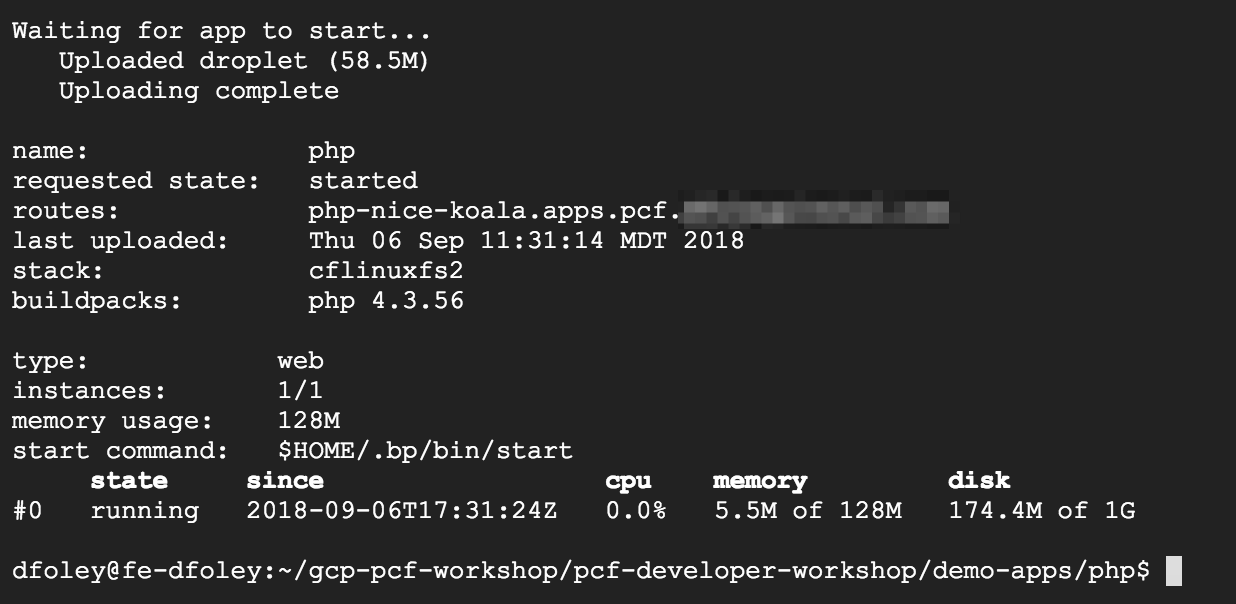 Waiting for app to start...
   Uploaded droplet (58.5M)
   Uploading complete

name:              php
requested state:   started
routes:            php-nice-koala.apps.pcf.
last uploaded:     Thu 06 Sep 11:31:14 MDT 2018
stack:             cflinuxfs2
buildpacks:        php 4.3.56

type:            web
instances:       1/1
memory usage:    128M
start command:   $HOME/.bp/bin/start
     state     since                  cpu    memory         disk
#0   running   2018-09-06T17:31:24Z   0.0%   5.5M of 128M   174.4M of 1G

dfoley@fe-dfoley:~/gcp-pcf-workshop/pcf-developer-workshop/demo-apps/php$